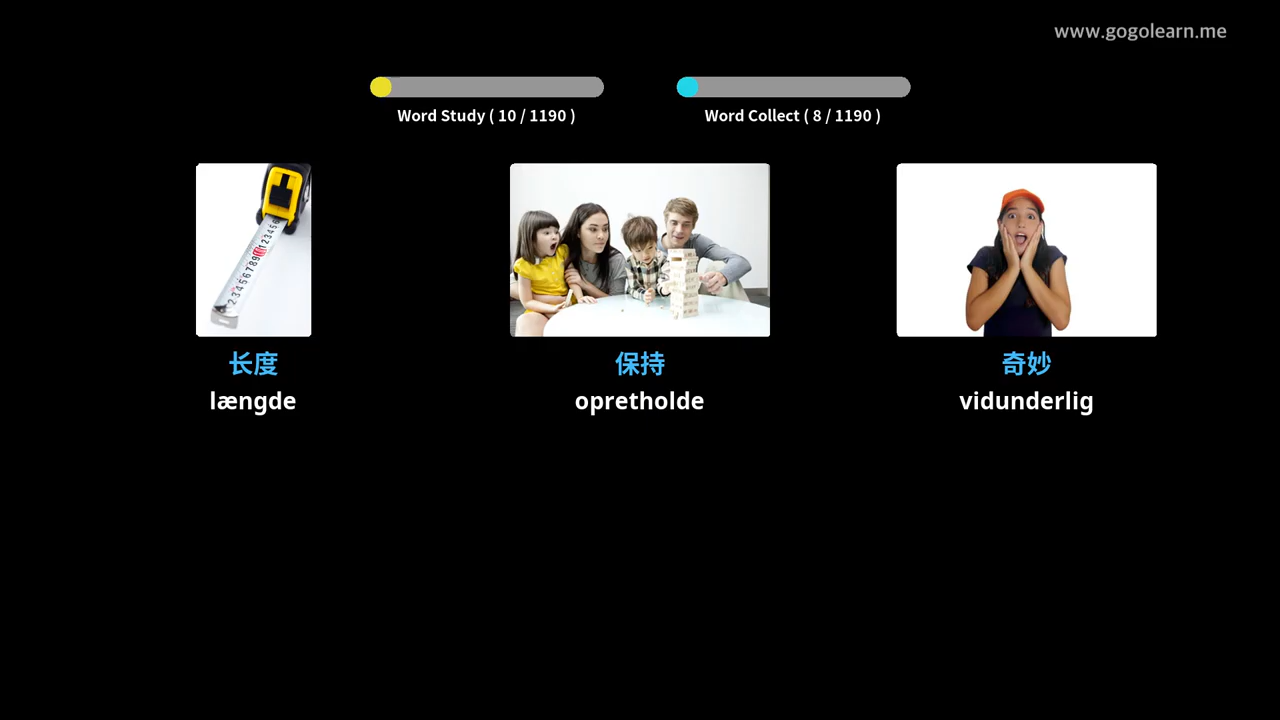 www.gogolearn.me
Word Study ( 10 / 1190 )
Word Collect ( 8 / 1190 )
长度
保持
奇妙
længde
opretholde
vidunderlig